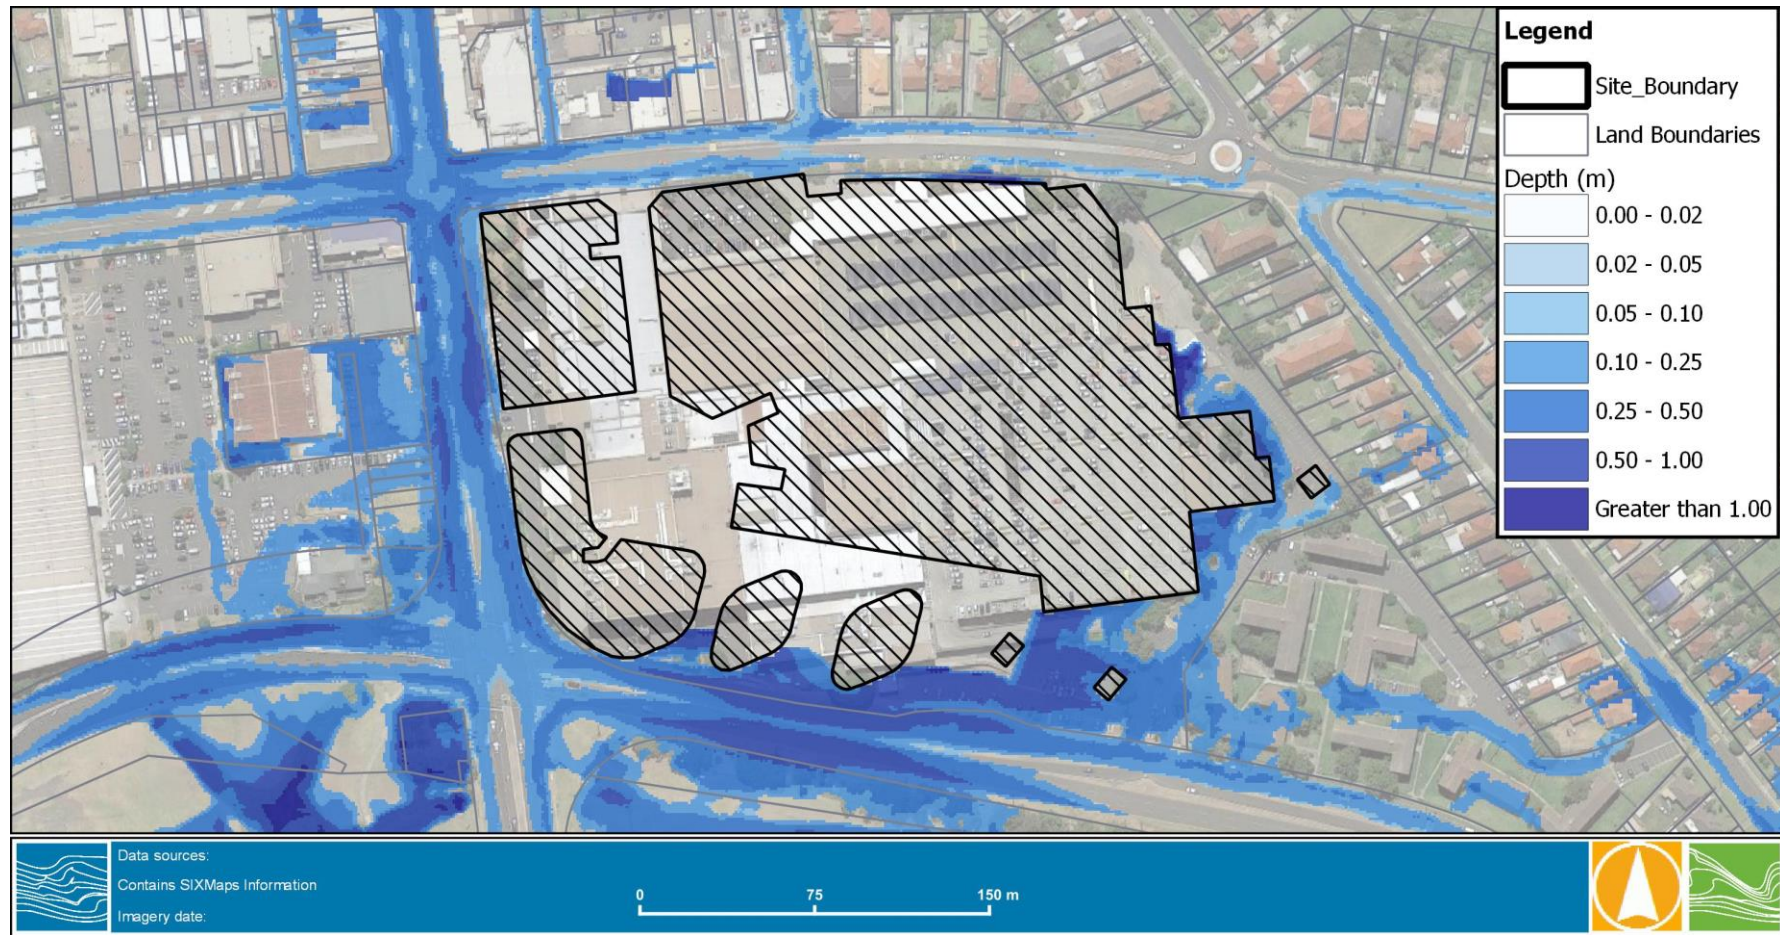 Legend
Site_Boundary
Land Boundaries
Depth (m)
0.00 - 0.02
0.02 - 0.05
0.05 - 0.10
0.10 - 0.25
0.25 - 0.50
0.50 - 1.00
Greater than 1.00
Data sources:
Contains SIXMaps Information
Imagery date:
0 75 150 m